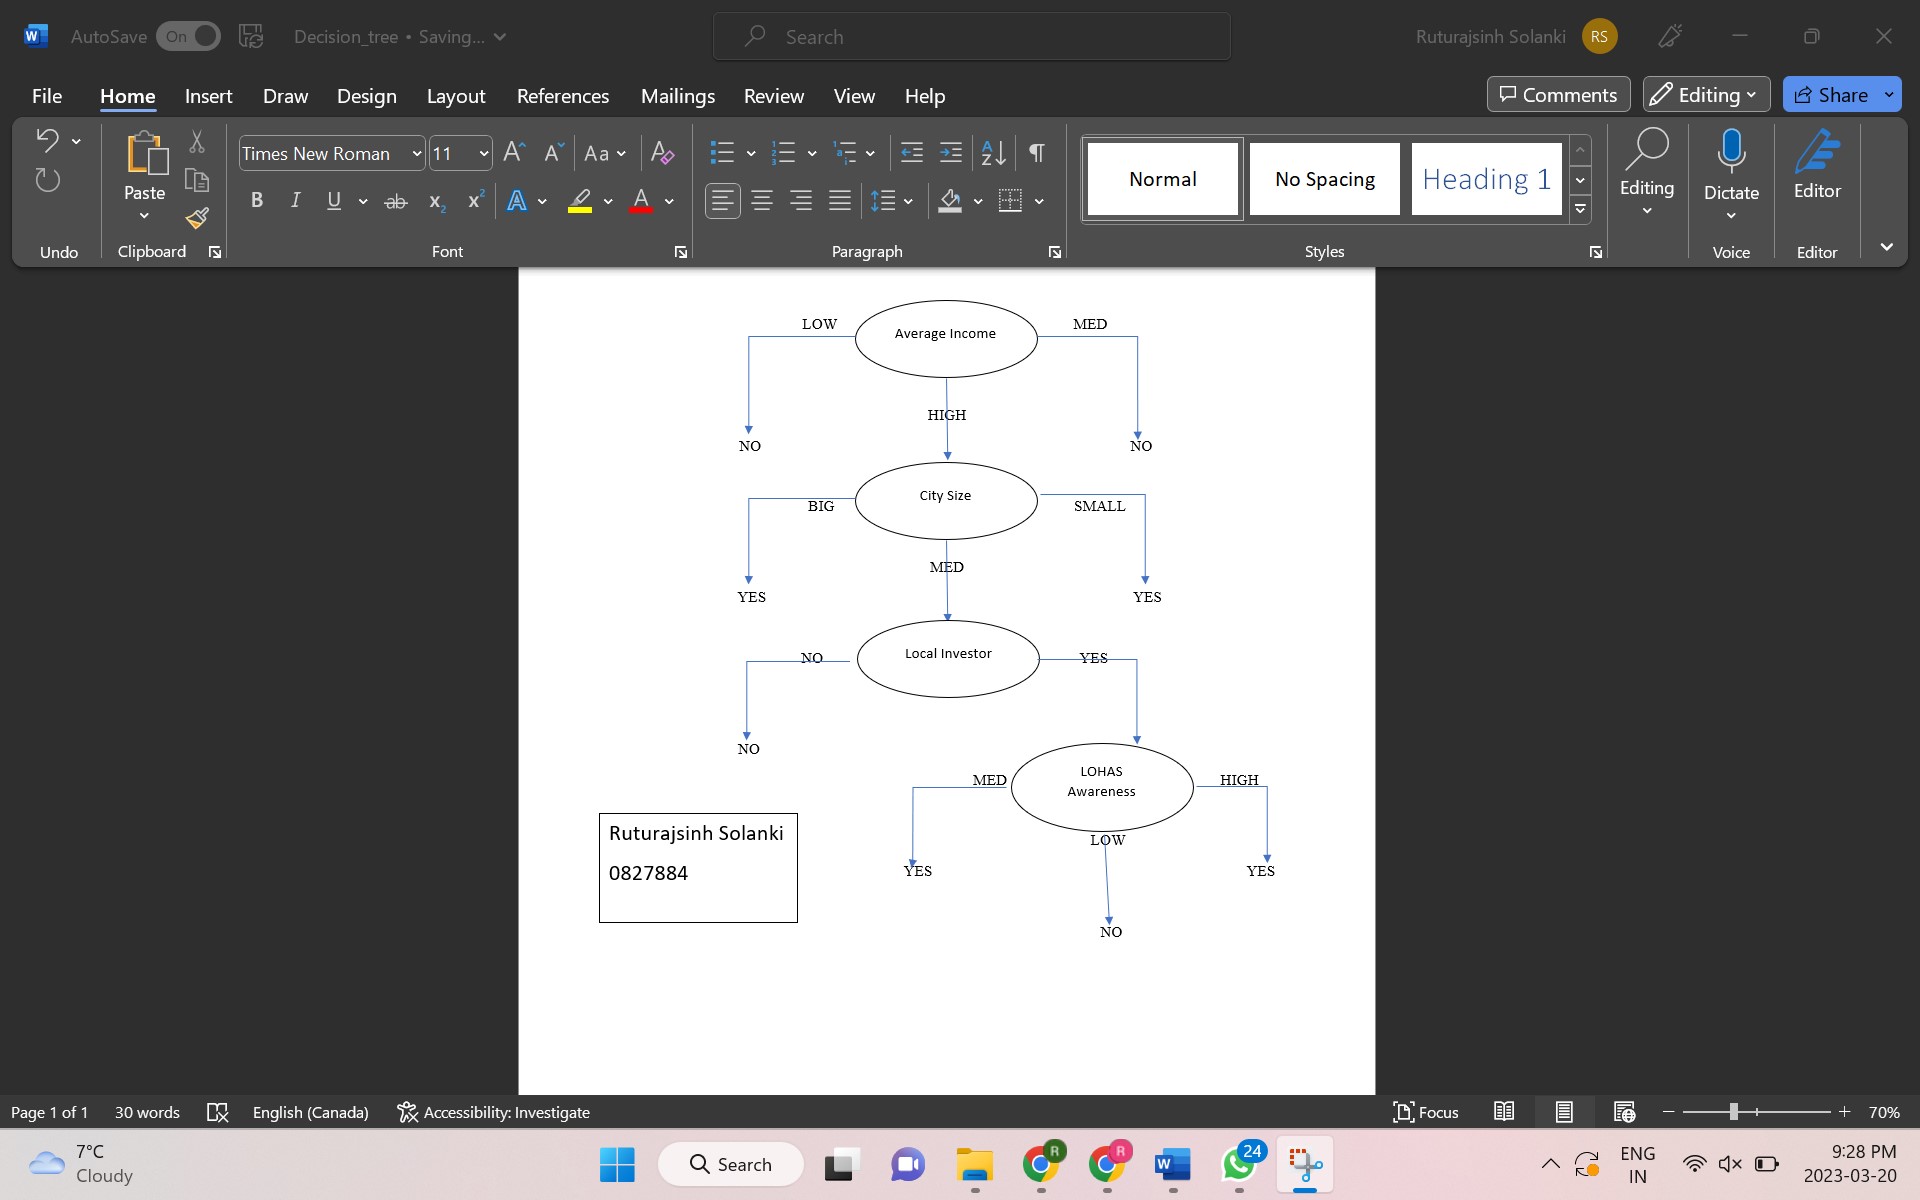 AutoSave On Decision_tree • Saving... Search Ruturajsinh Solanki RS
File Home Insert Draw Design Layout References Mailings Review View Help Comments Editing Share
Times New Roman 11 Aa
Paste
B I U ab x₂ x² A A
Normal No Spacing Heading 1
Editing Dictate Editor
Undo Clipboard Font Paragraph Styles Voice Editor
LOW Average Income MED
HIGH
NO NO
BIG City Size SMALL
MED
YES YES
NO Local Investor YES
NO
MED LOHAS HIGH
Awareness
LOW
YES YES
NO
Ruturajsinh Solanki
0827884
Page 1 of 1 30 words English (Canada) Accessibility: Investigate Focus 70%
7°C
Cloudy
Search
R R 24
ENG
IN
9:28 PM
2023-03-20